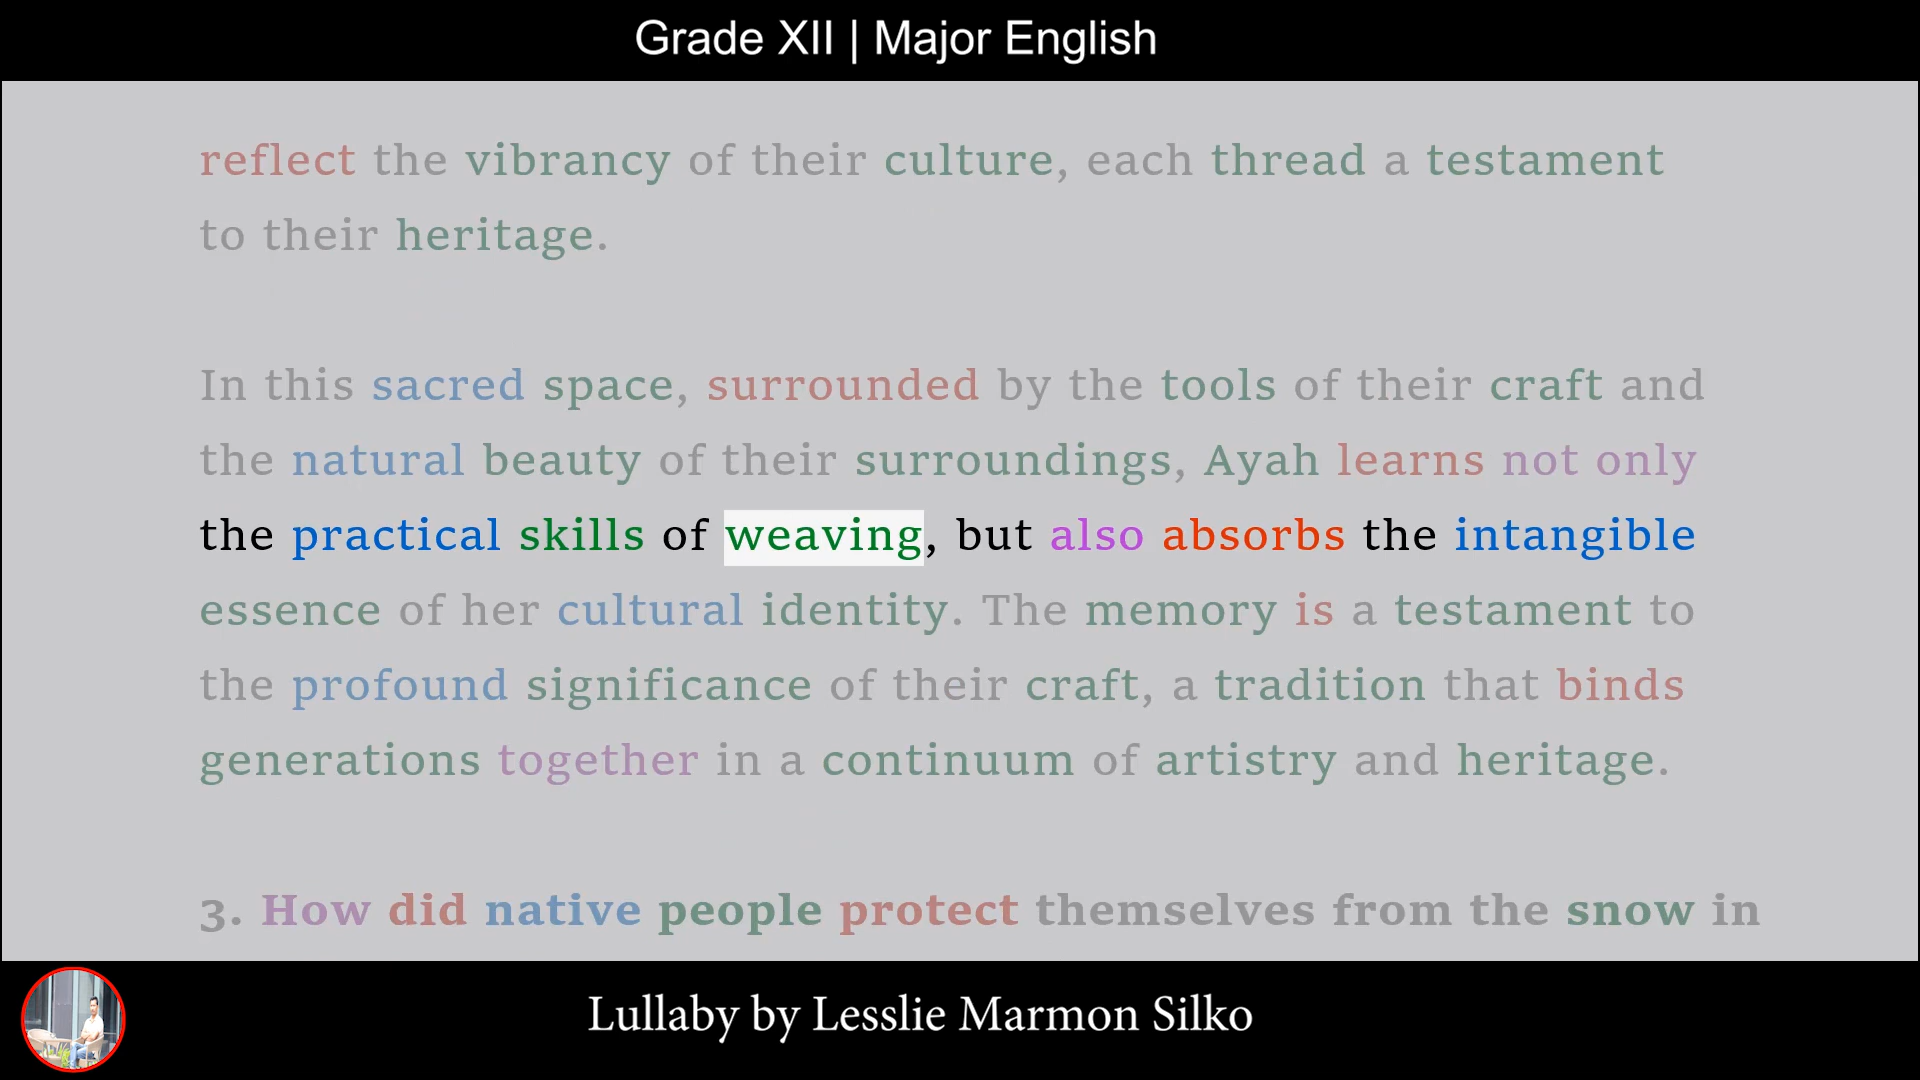 Grade XII | Major English
reflect the vibrancy of their culture, each thread a testament
to their heritage.
In this sacred space, surrounded by the tools of their craft and
the natural beauty of their surroundings, Ayah learns not only
the practical skills of weaving, but also absorbs the intangible
essence of her cultural identity. The memory is a testament to
the profound significance of their craft, a tradition that binds
generations together in a continuum of artistry and heritage.
3. How did native people protect themselves from the snow in
Lullaby by Lesslie Marmon Silko